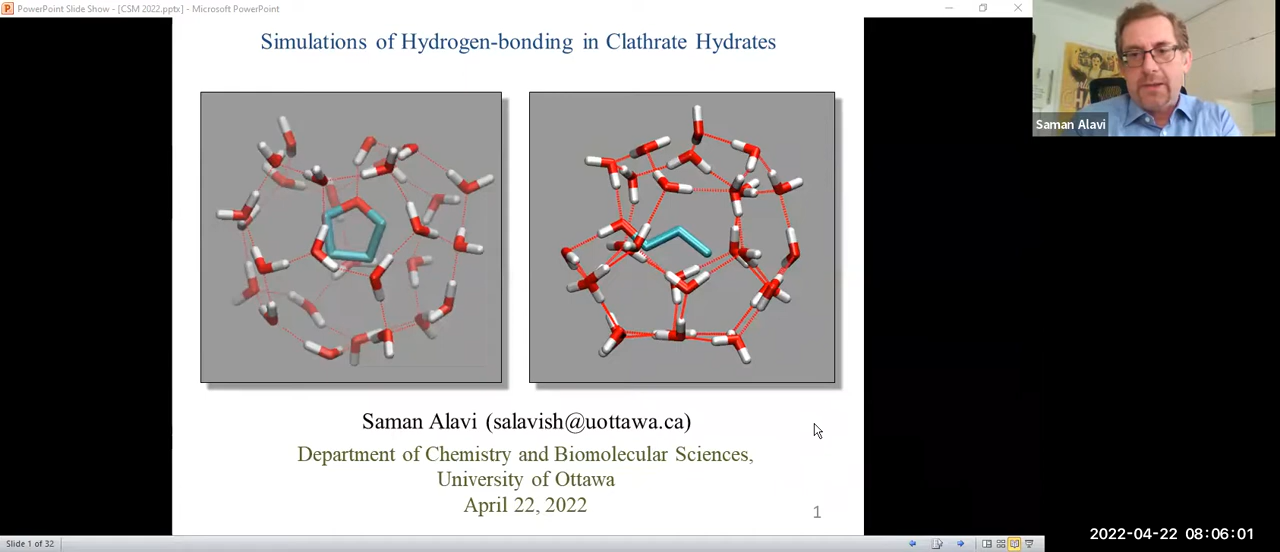 PowerPoint Slide Show - [CSM 2022.pptx] - Microsoft PowerPoint
Simulations of Hydrogen-bonding in Clathrate Hydrates
Saman Alavi
Saman Alavi (salavish@uottawa.ca)
Department of Chemistry and Biomolecular Sciences,
University of Ottawa
April 22, 2022
1
Slide 1 of 32
2022-04-22 08:06:01